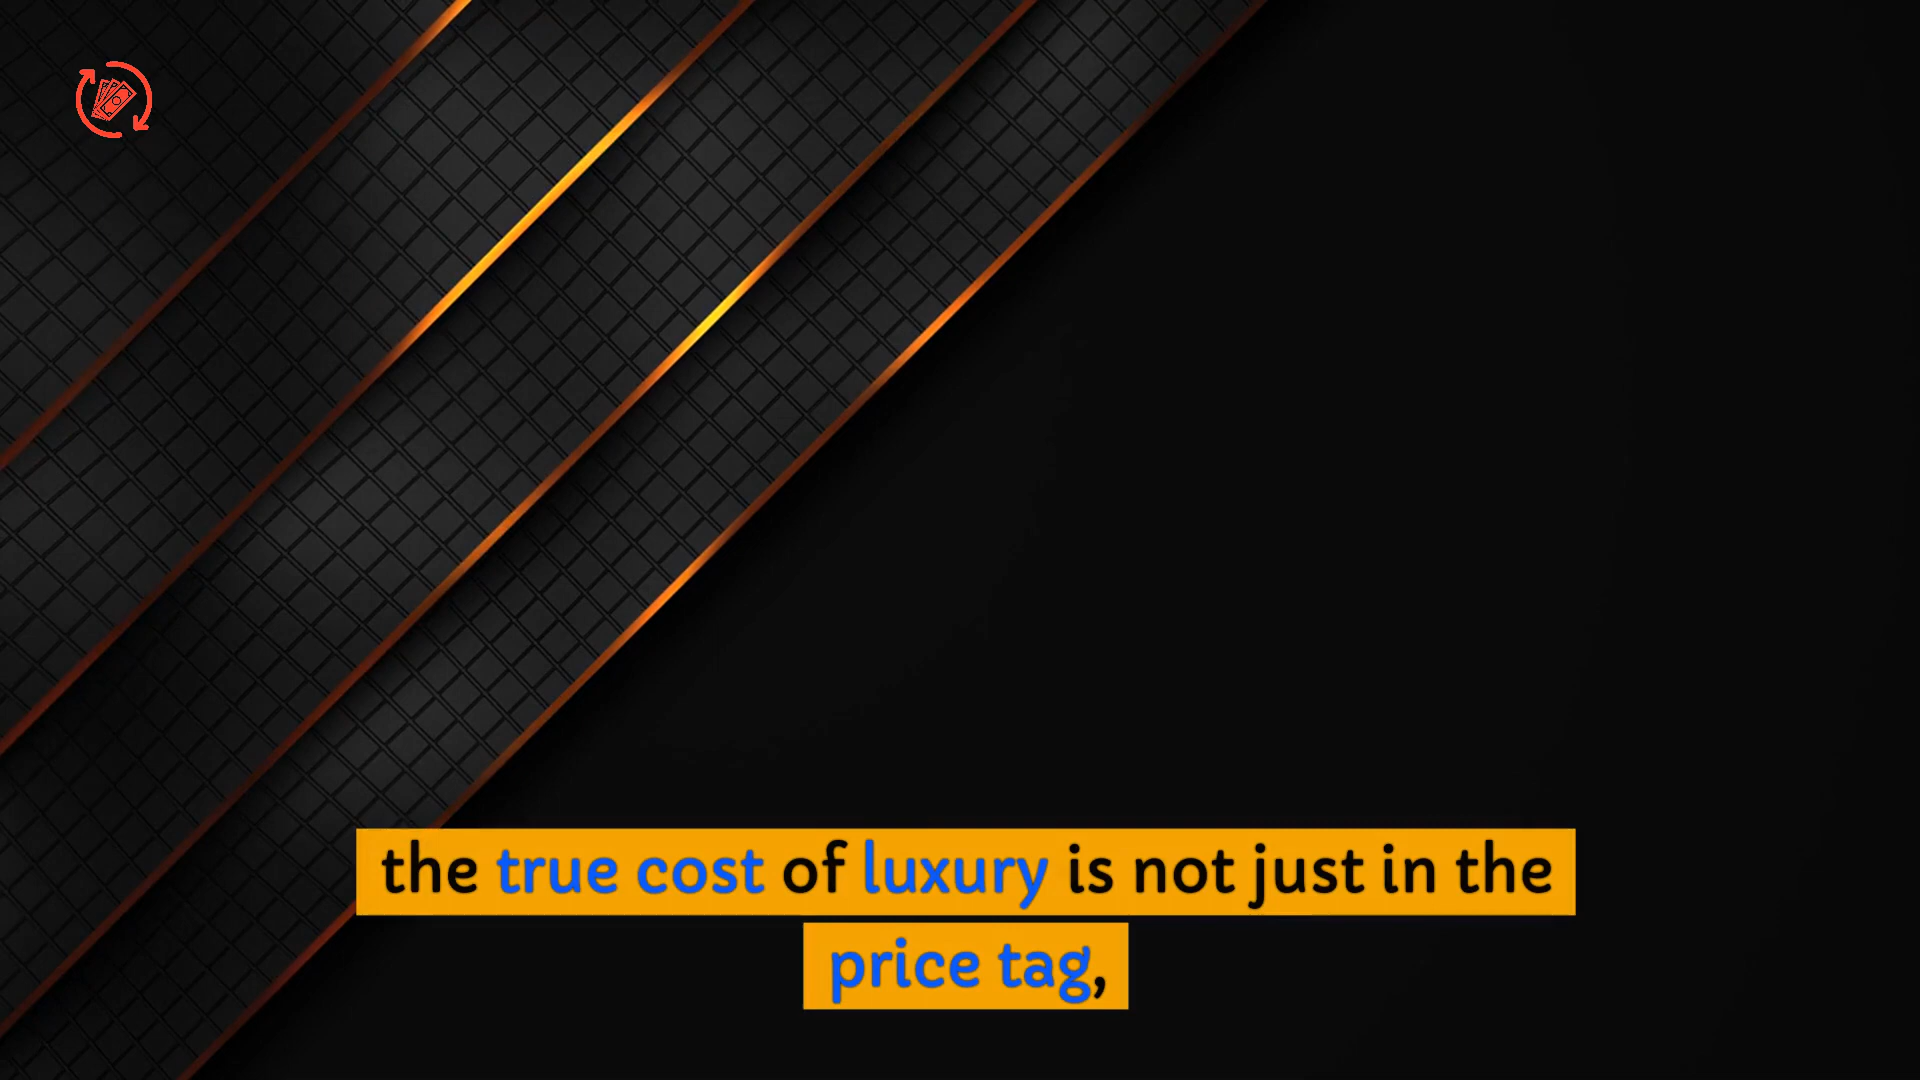 the true cost of luxury is not just in the
price tag,